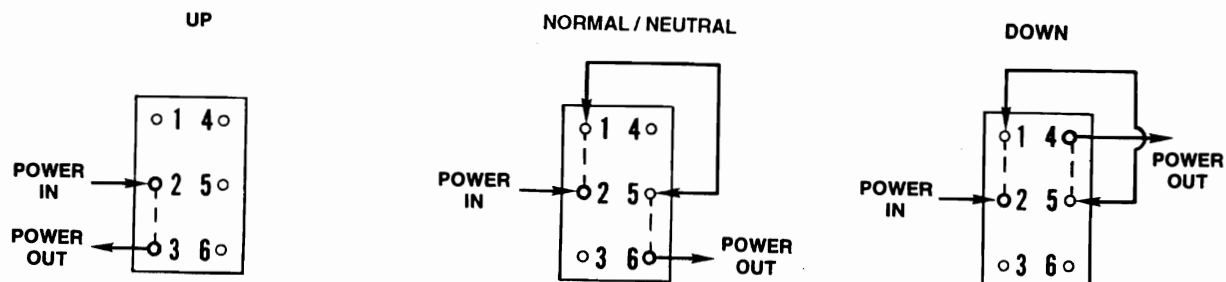 UP
1 4
POWER
IN
2 5
POWER
OUT
3 6
NORMAL / NEUTRAL
1 4
POWER
IN
2 5
3 6
POWER
OUT
DOWN
1 4
POWER
OUT
POWER
IN
2 5
3 6